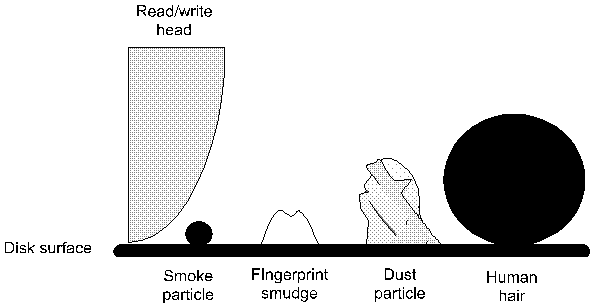 Read/write
head
Disk surface
Smoke
particle
FIngerprint
smudge
Dust
particle
Human
hair